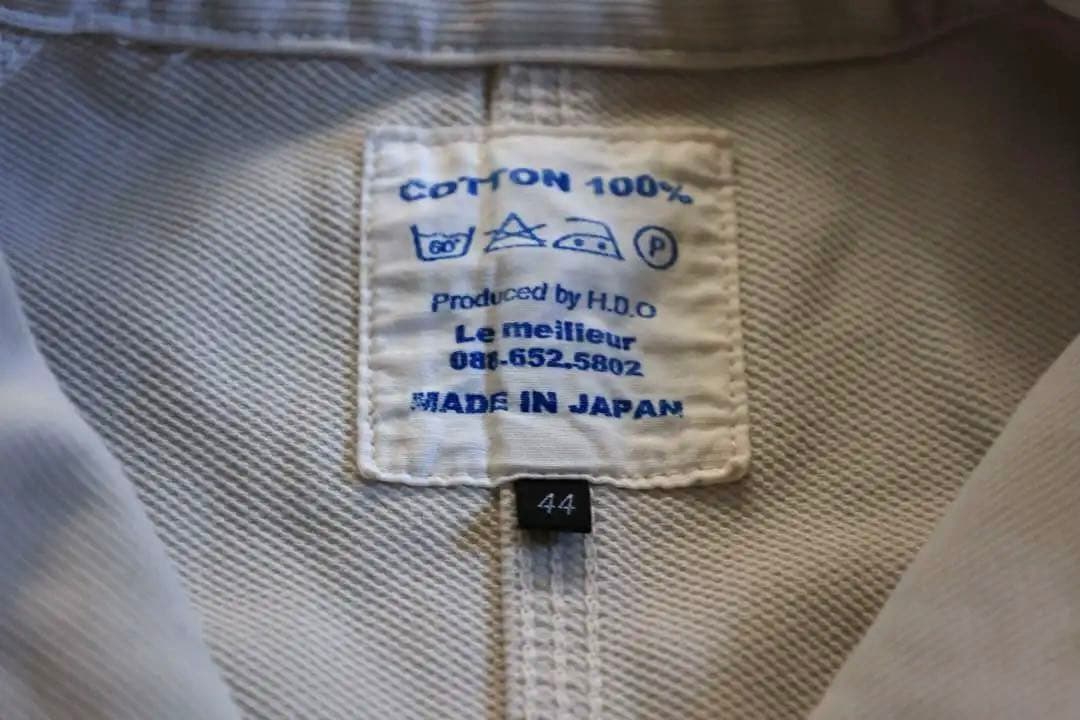 COTTON 100%
60° P
Produced by H.D.O
Le meilleur
088-652.5802
MADE IN JAPAN
44